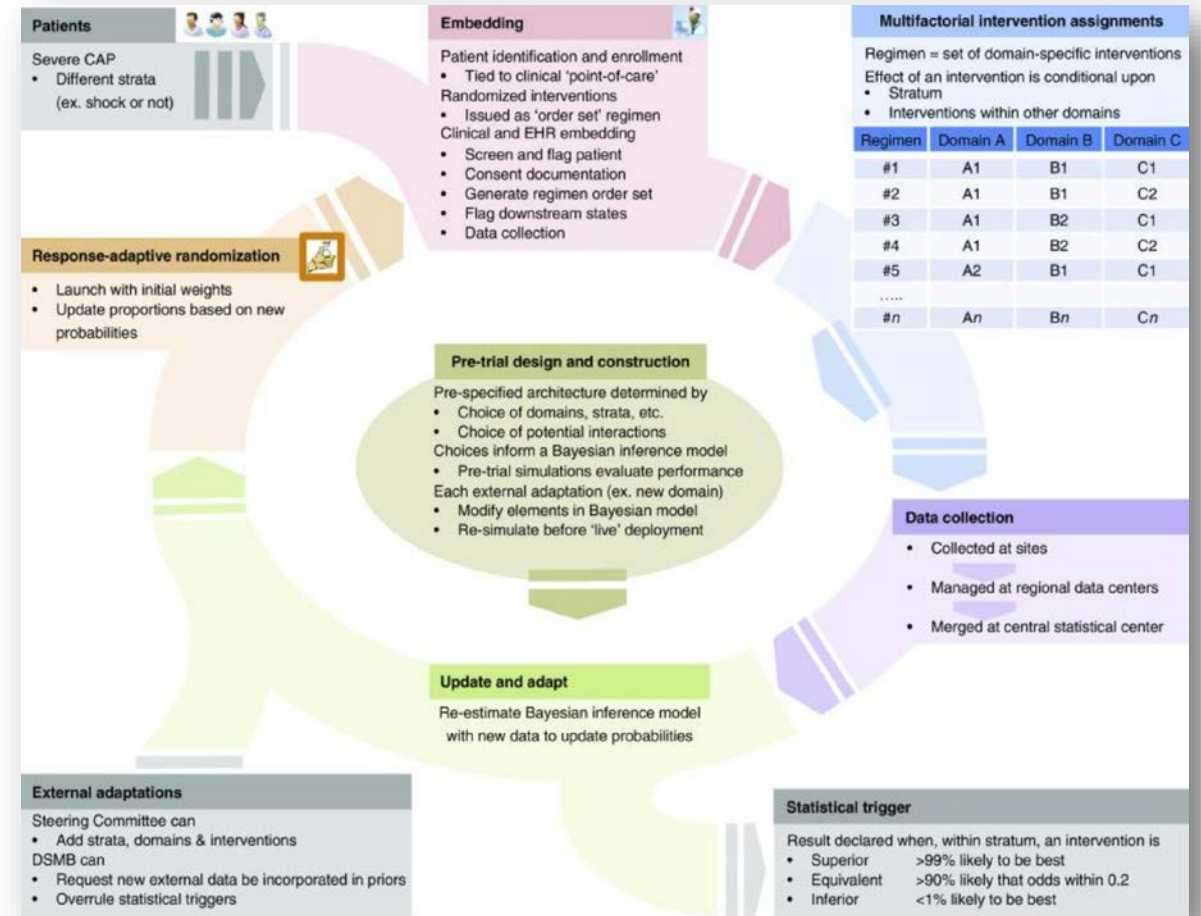 Patients
Severe CAP
• Different strata
(ex. shock or not)
Embedding
Patient identification and enrollment
• Tied to clinical 'point-of-care'
Randomized interventions
• Issued as 'order set' regimen
Clinical and EHR embedding
• Screen and flag patient
• Consent documentation
• Generate regimen order set
• Flag downstream states
• Data collection
Multifactorial intervention assignments
Regimen = set of domain-specific interventions
Effect of an intervention is conditional upon
• Stratum
• Interventions within other domains
Regimen Domain A Domain B Domain C
#1 A1 B1 C1
#2 A1 B1 C2
#3 A1 B2 C1
#4 A1 B2 C2
#5 A2 B1 C1
.....
#n An Bn Cn
Response-adaptive randomization
• Launch with initial weights
• Update proportions based on new
probabilities
Pre-trial design and construction
Pre-specified architecture determined by
• Choice of domains, strata, etc.
• Choice of potential interactions
Choices inform a Bayesian inference model
• Pre-trial simulations evaluate performance
Each external adaptation (ex. new domain)
• Modify elements in Bayesian model
• Re-simulate before 'live' deployment
Data collection
• Collected at sites
• Managed at regional data centers
• Merged at central statistical center
Update and adapt
Re-estimate Bayesian inference model
with new data to update probabilities
External adaptations
Steering Committee can
• Add strata, domains & interventions
DSMB can
• Request new external data be incorporated in priors
• Overrule statistical triggers
Statistical trigger
Result declared when, within stratum, an intervention is
• Superior >99% likely to be best
• Equivalent >90% likely that odds within 0.2
• Inferior <1% likely to be best